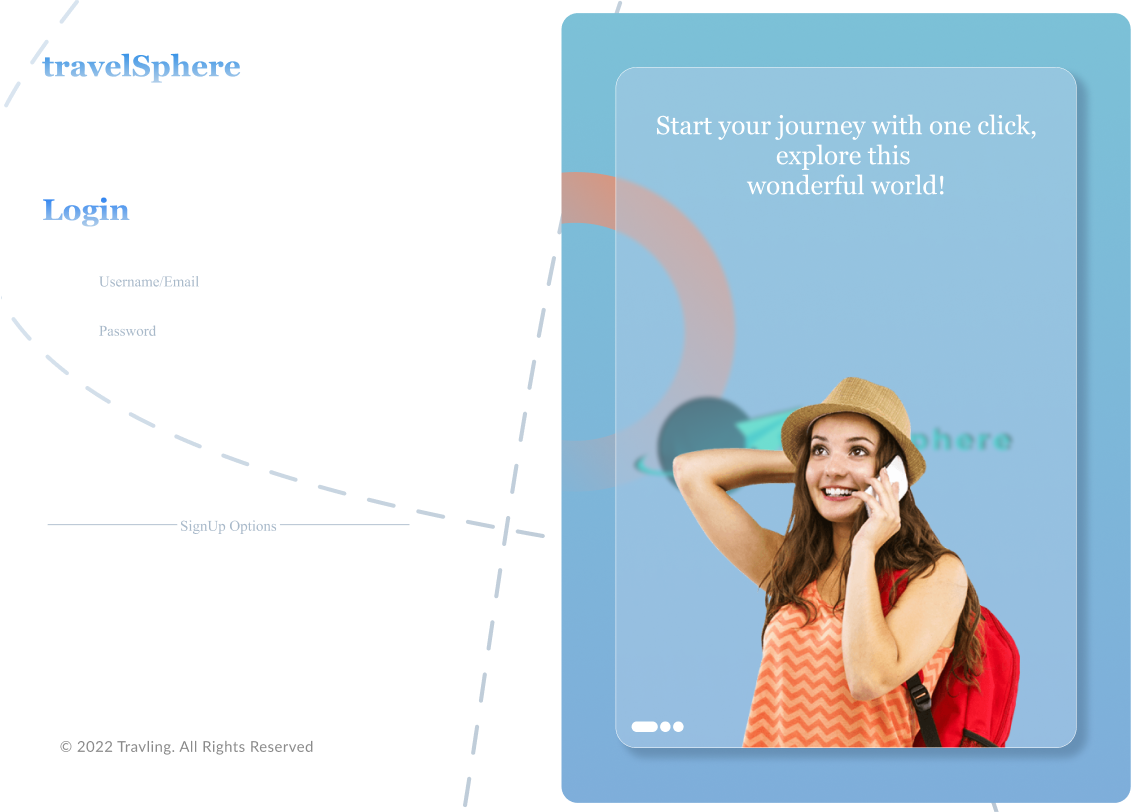 travelSphere
Login
Username/Email
Password
SignUp Options
© 2022 Travling. All Rights Reserved
Start your journey with one click,
explore this
wonderful world!
phere